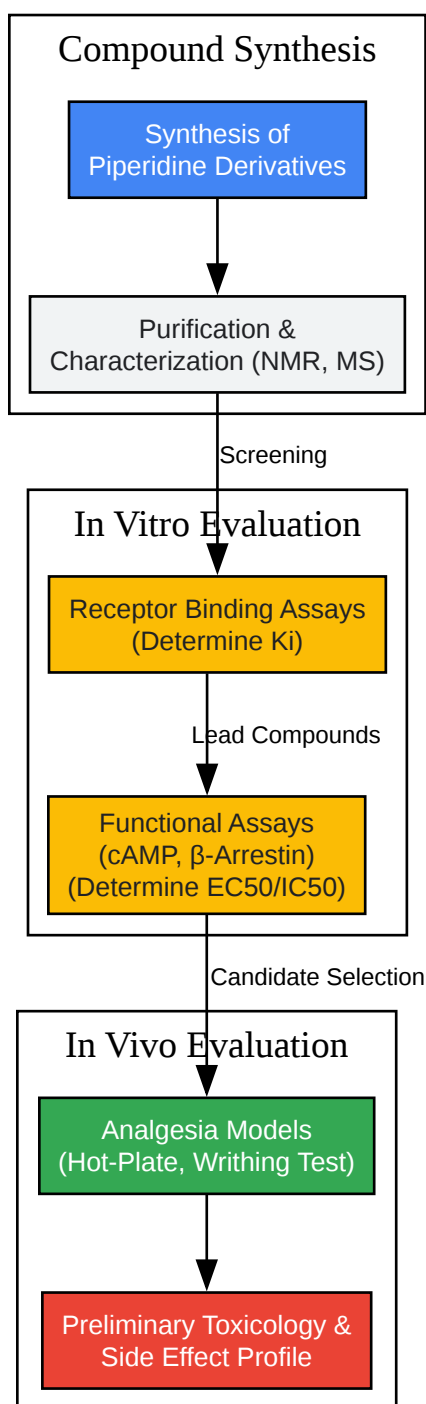 Compound Synthesis
Synthesis of
Piperidine Derivatives
Purification &
Characterization (NMR, MS)
Screening
In Vitro Evaluation
Receptor Binding Assays
(Determine Ki)
Lead Compounds
Functional Assays
(cAMP, β-Arrestin)
(Determine EC50/IC50)
Candidate Selection
In Vivo Evaluation
Analgesia Models
(Hot-Plate, Writhing Test)
Preliminary Toxicology &
Side Effect Profile